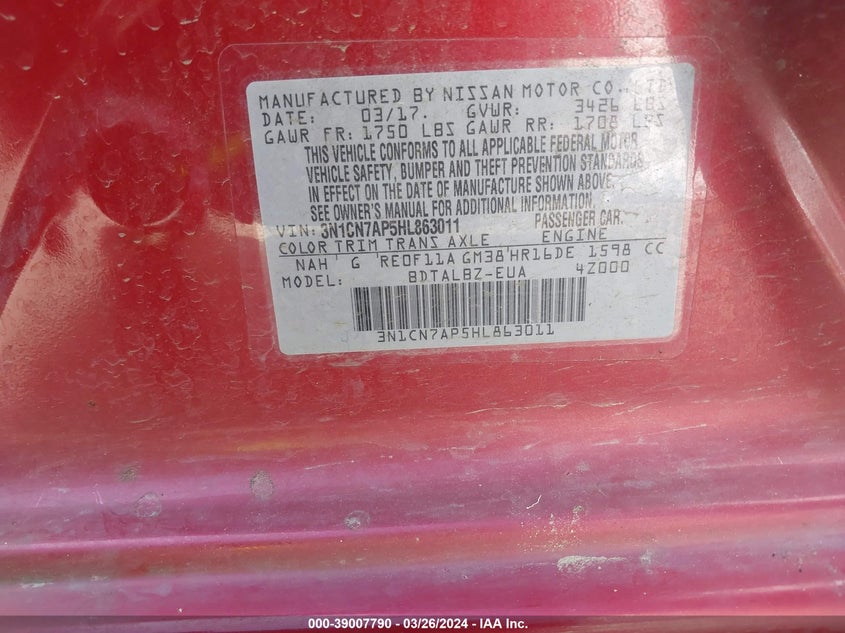 MANUFACTURED BY NISSAN MOTOR CO., LTD.
DATE: 03/17. GVWR: 3426 LBS
GAWR FR: 1750 LBS GAWR RR: 1708 LBS
THIS VEHICLE CONFORMS TO ALL APPLICABLE FEDERAL MOTOR
VEHICLE SAFETY, BUMPER AND THEFT PREVENTION STANDARDS
IN EFFECT ON THE DATE OF MANUFACTURE SHOWN ABOVE.
SEE OWNER'S MANUAL FOR ADDITIONAL INFORMATION.
VIN: 3N1CN7AP5HL863011 PASSENGER CAR
COLOR TRIM TRANS AXLE ENGINE
NAH G RE0F11A GM38 HR16DE 1598 CC
MODEL: BDTALBZ-EUA 4Z000
3N1CN7AP5HL863011
000-39007790 - 03/26/2024 - IAA Inc.